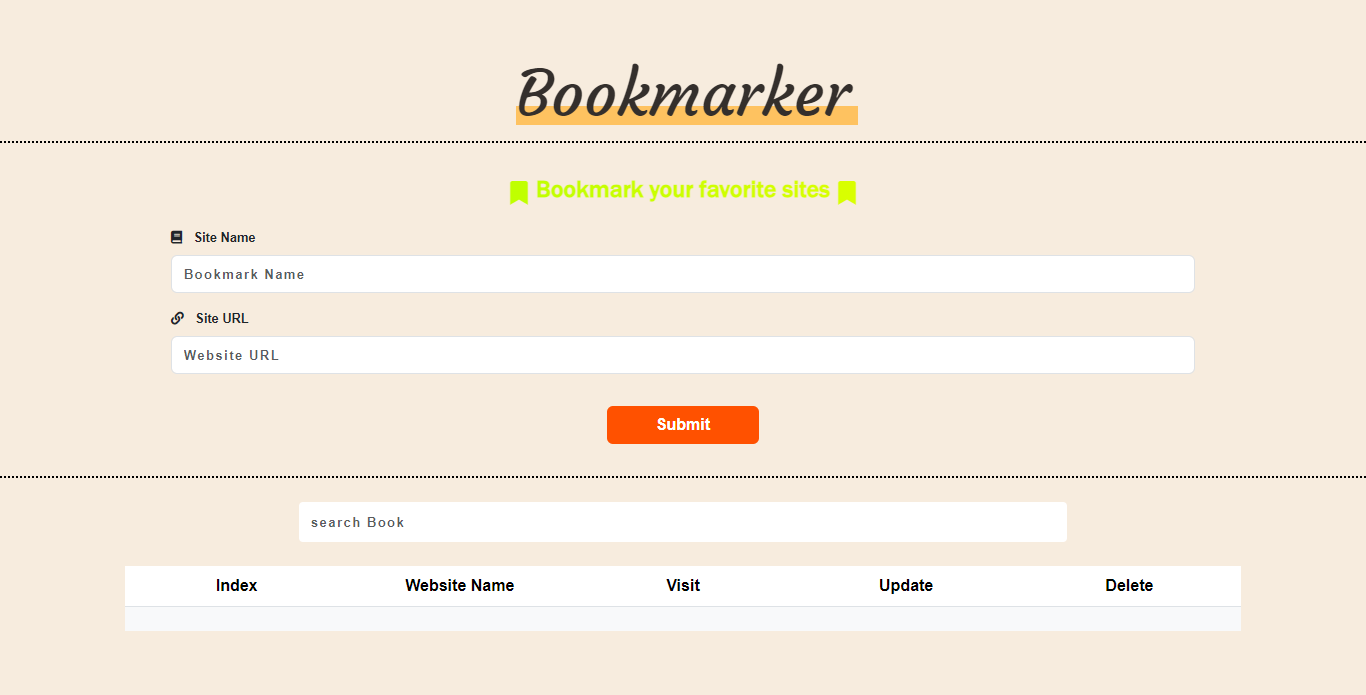 Bookmarker
Bookmark your favorite sites
Site Name
Bookmark Name
Site URL
Website URL
Submit
search Book
Index Website Name Visit Update Delete